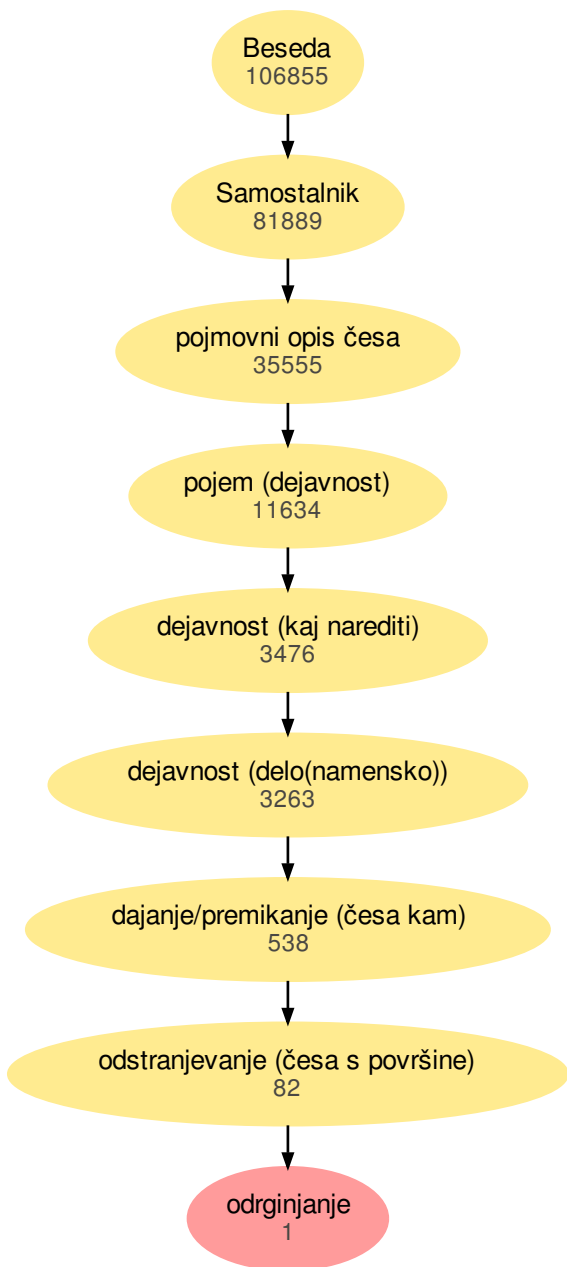 Beseda
106855
Samostalnik
81889
pojmovni opis česa
35555
pojem (dejavnost)
11634
dejavnost (kaj narediti)
3476
dejavnost (delo(namensko))
3263
dajanje/premikanje (česa kam)
538
odstranjevanje (česa s površine)
82
odrginjanje
1